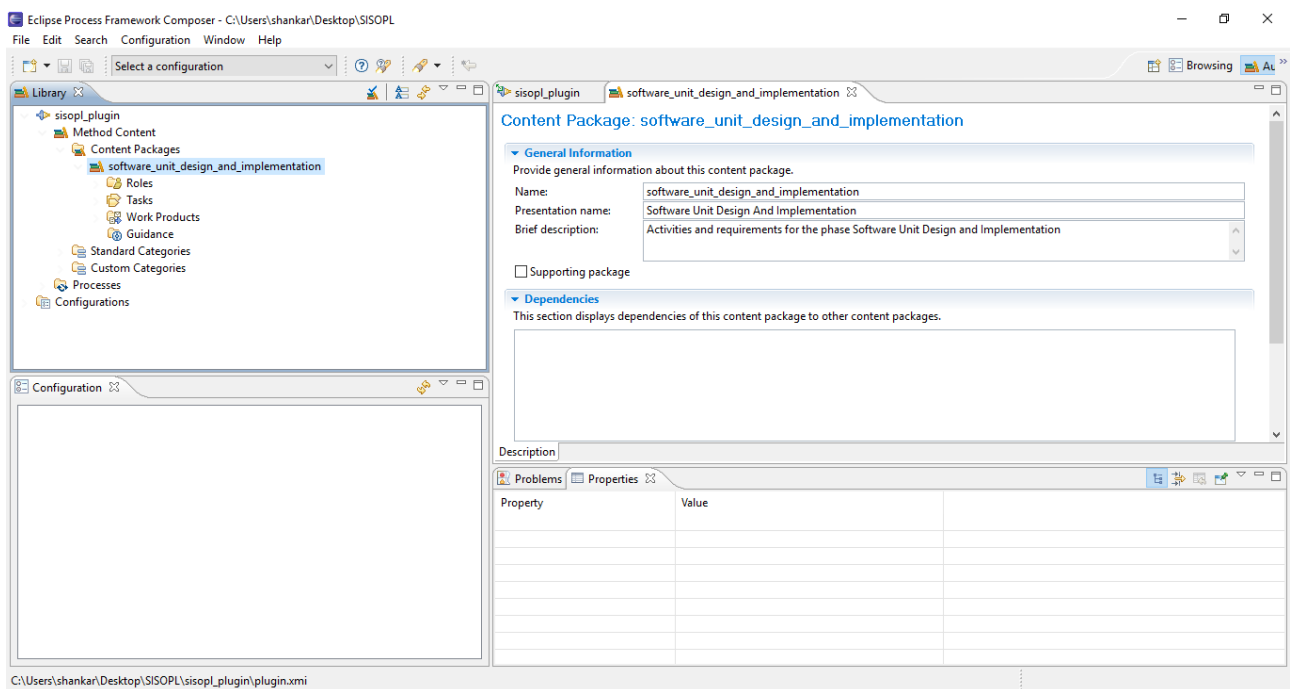 Eclipse Process Framework Composer - C:\Users\shankar\Desktop\SISOPL
File Edit Search Configuration Window Help
Select a configuration
Browsing
Au
Library
sisopl_plugin
Method Content
Content Packages
software_unit_design_and_implementation
Roles
Tasks
Work Products
Guidance
Standard Categories
Custom Categories
Processes
Configurations
Configuration
sisopl_plugin
software_unit_design_and_implementation
Content Package: software_unit_design_and_implementation
General Information
Provide general information about this content package.
Name: software_unit_design_and_implementation
Presentation name: Software Unit Design And Implementation
Brief description: Activities and requirements for the phase Software Unit Design and Implementation
Supporting package
Dependencies
This section displays dependencies of this content package to other content packages.
Description
Problems Properties
Property Value
C:\Users\shankar\Desktop\SISOPL\sisopl_plugin\plugin.xmi